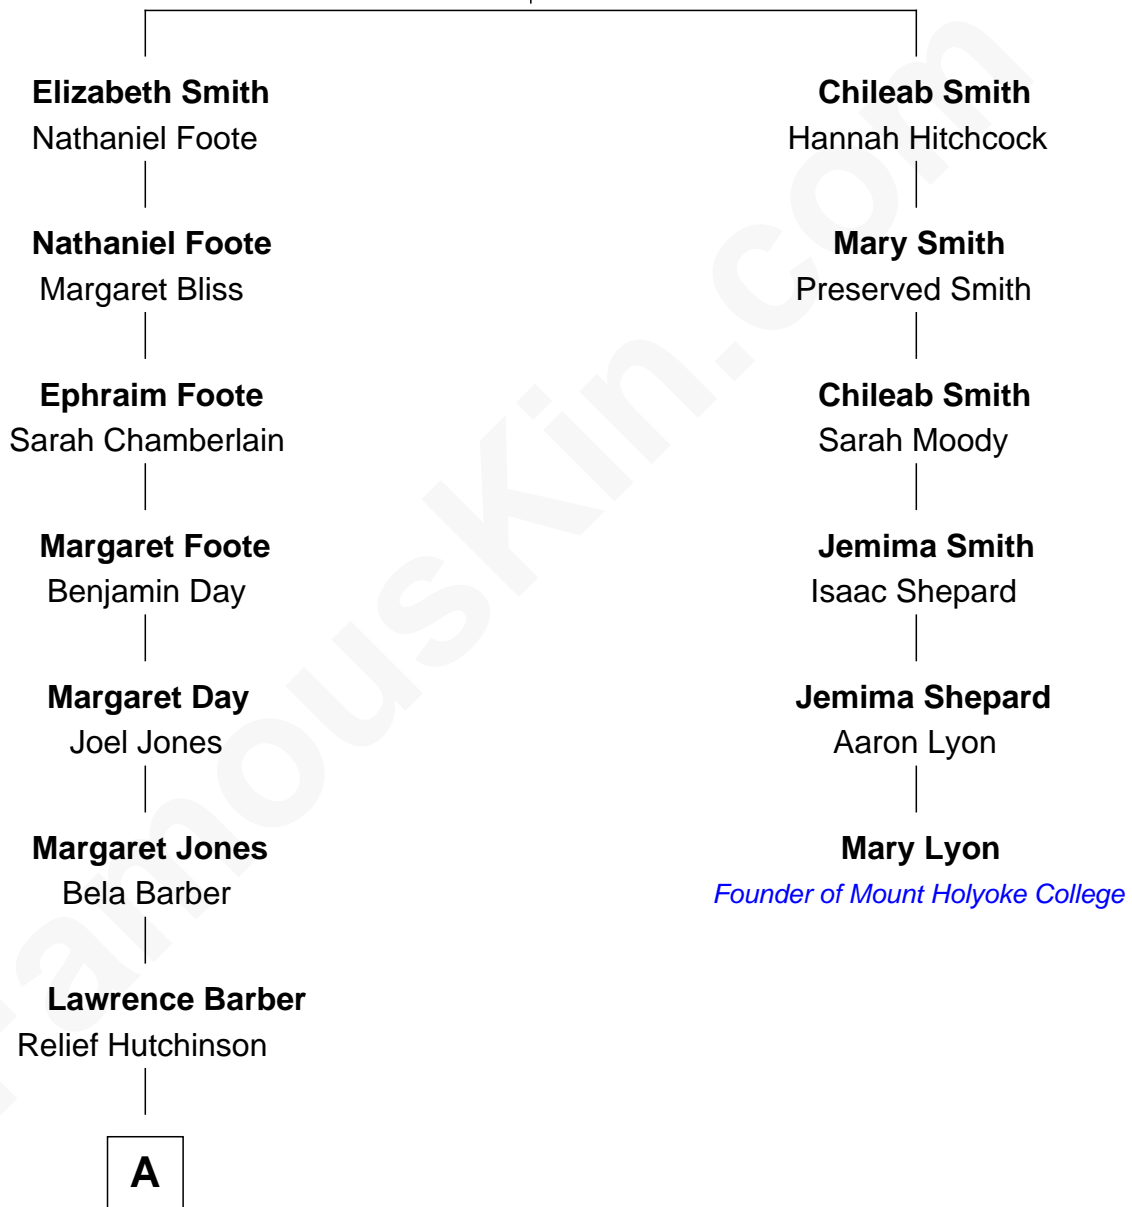 Elizabeth Smith
Nathaniel Foote
Nathaniel Foote
Margaret Bliss
Ephraim Foote
Sarah Chamberlain
Margaret Foote
Benjamin Day
Margaret Day
Joel Jones
Margaret Jones
Bela Barber
Lawrence Barber
Relief Hutchinson
A
Chileab Smith
Hannah Hitchcock
Mary Smith
Preserved Smith
Chileab Smith
Sarah Moody
Jemima Smith
Isaac Shepard
Jemima Shepard
Aaron Lyon
Mary Lyon
Founder of Mount Holyoke College
FamousKin.com